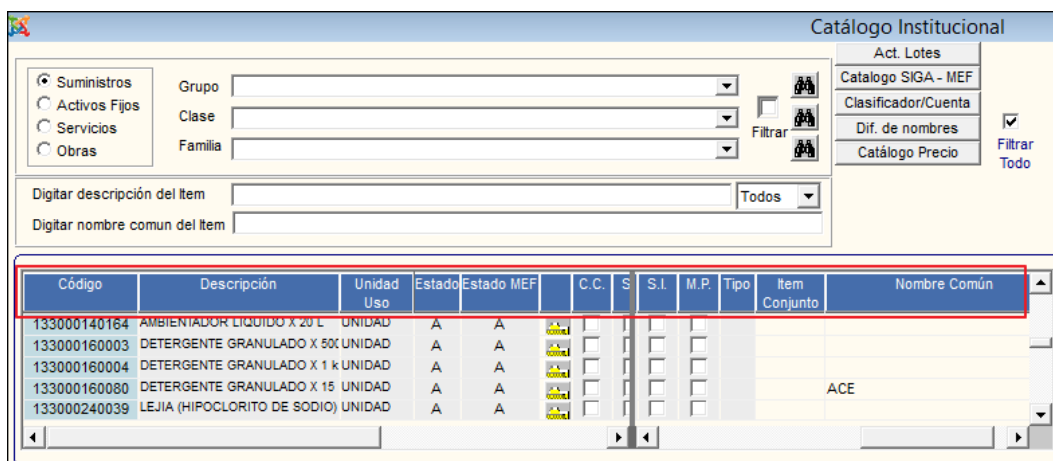 Catálogo Institucional
Suministros
Activos Fijos
Servicios
Obras
Grupo
Clase
Familia
Filtrar
Act. Lotes
Catalogo SIGA - MEF
Clasificador/Cuenta
Dif. de nombres
Catálogo Precio
Filtrar
Todo
Digitar descripción del Item
Todos
Digitar nombre comun del Item
Código Descripción Unidad Uso Estado Estado MEF C.C. S S.I. M.P. Tipo Item Conjunto Nombre Común
133000140164 AMBIENTADOR LIQUIDO X 20 L UNIDAD A A
133000160003 DETERGENTE GRANULADO X 500 UNIDAD A A
133000160004 DETERGENTE GRANULADO X 1 k UNIDAD A A
133000160080 DETERGENTE GRANULADO X 15 UNIDAD A A ACE
133000240039 LEJIA (HIPOCLORITO DE SODIO) UNIDAD A A